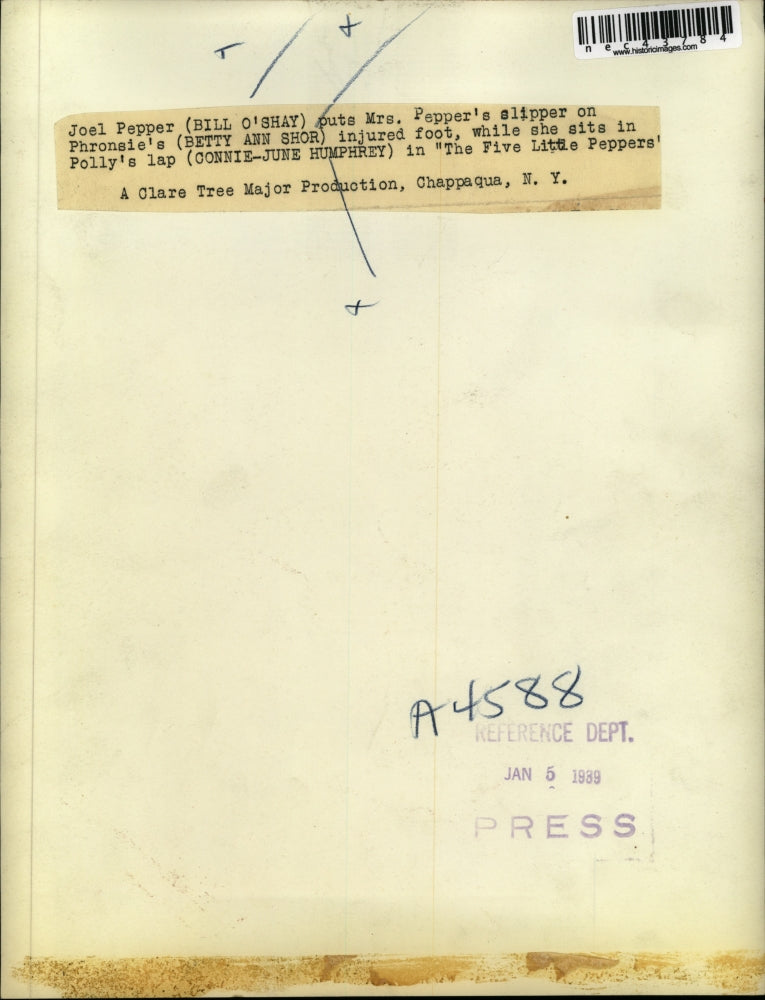 nec43784
www.historicimages.com
Joel Pepper (BILL O'SHAY) puts Mrs. Pepper's slipper on
Phronsie's (BETTY ANN SHOR) injured foot, while she sits in
Polly's lap (CONNIE-JUNE HUMPHREY) in "The Five Little Peppers'
A Clare Tree Major Production, Chappaqua, N. Y.
A4588
REFERENCE DEPT.
JAN 5 1939
PRESS